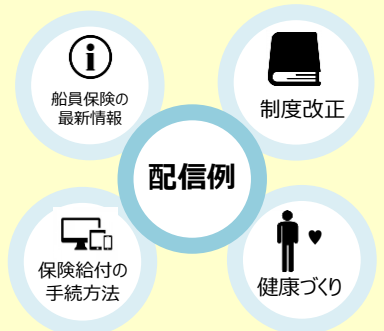 船員保険の
最新情報
制度改正
配信例
保険給付の
手続方法
健康づくり